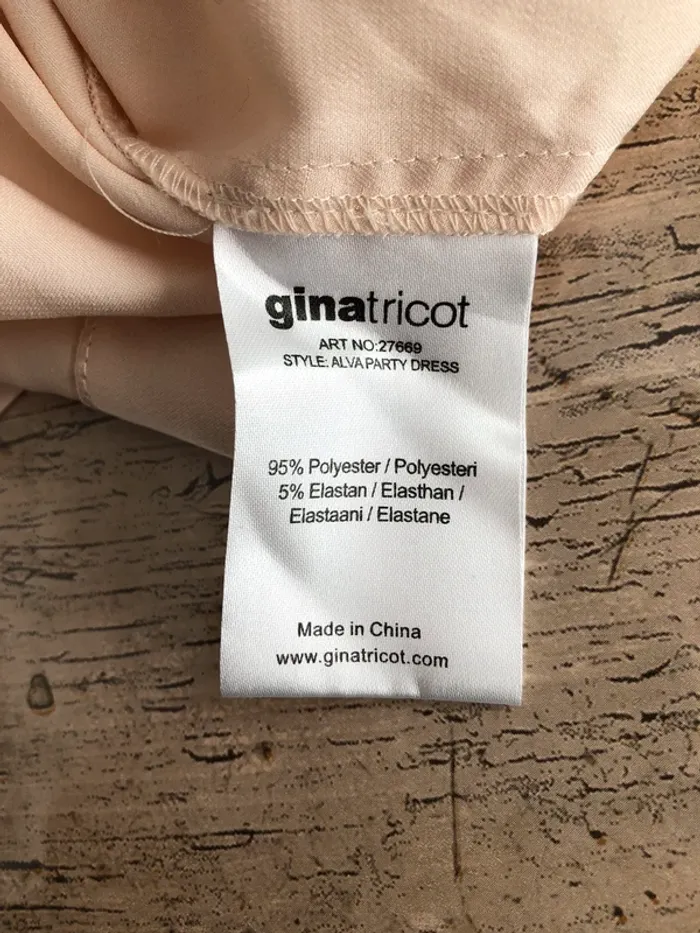 ginatricot
ART NO:27669
STYLE: ALVA PARTY DRESS
95% Polyester / Polyesteri
5% Elastan / Elasthan /
Elastaani / Elastane
Made in China
www.ginatricot.com